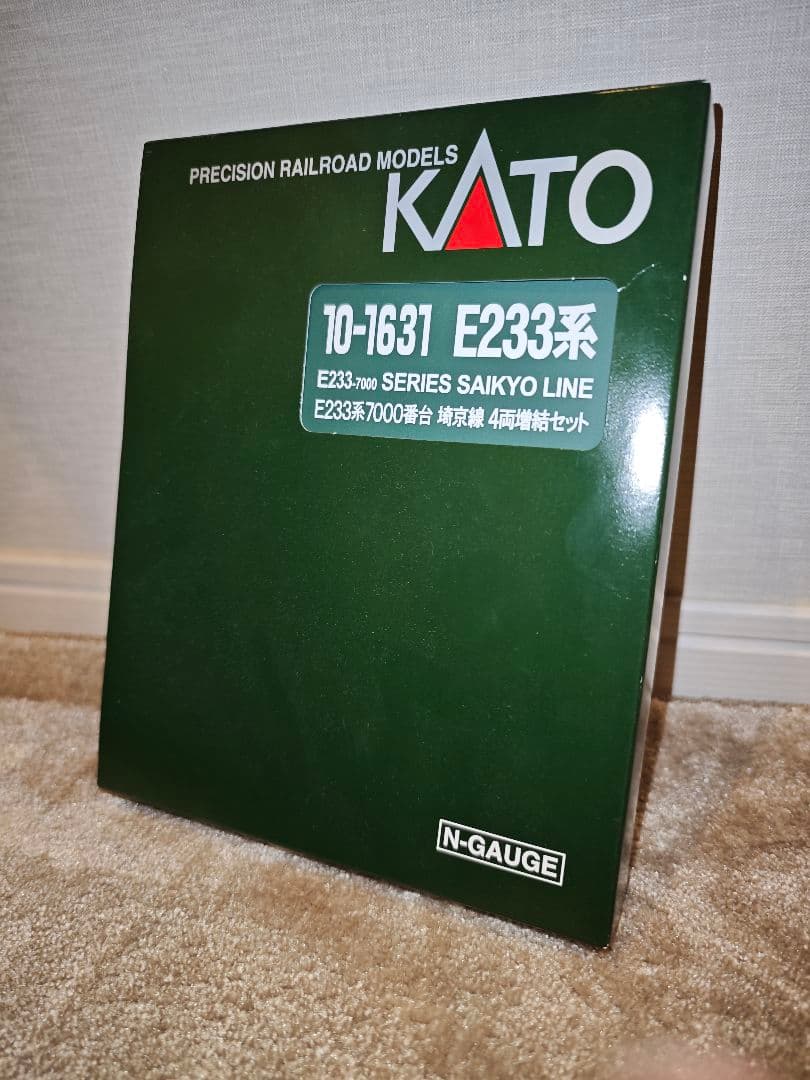 PRECISION RAILROAD MODELS
KATO
10-1631 E233系
E233-7000 SERIES SAIKYO LINE
E233系7000番台 埼京線 4両増結セット
N-GAUGE